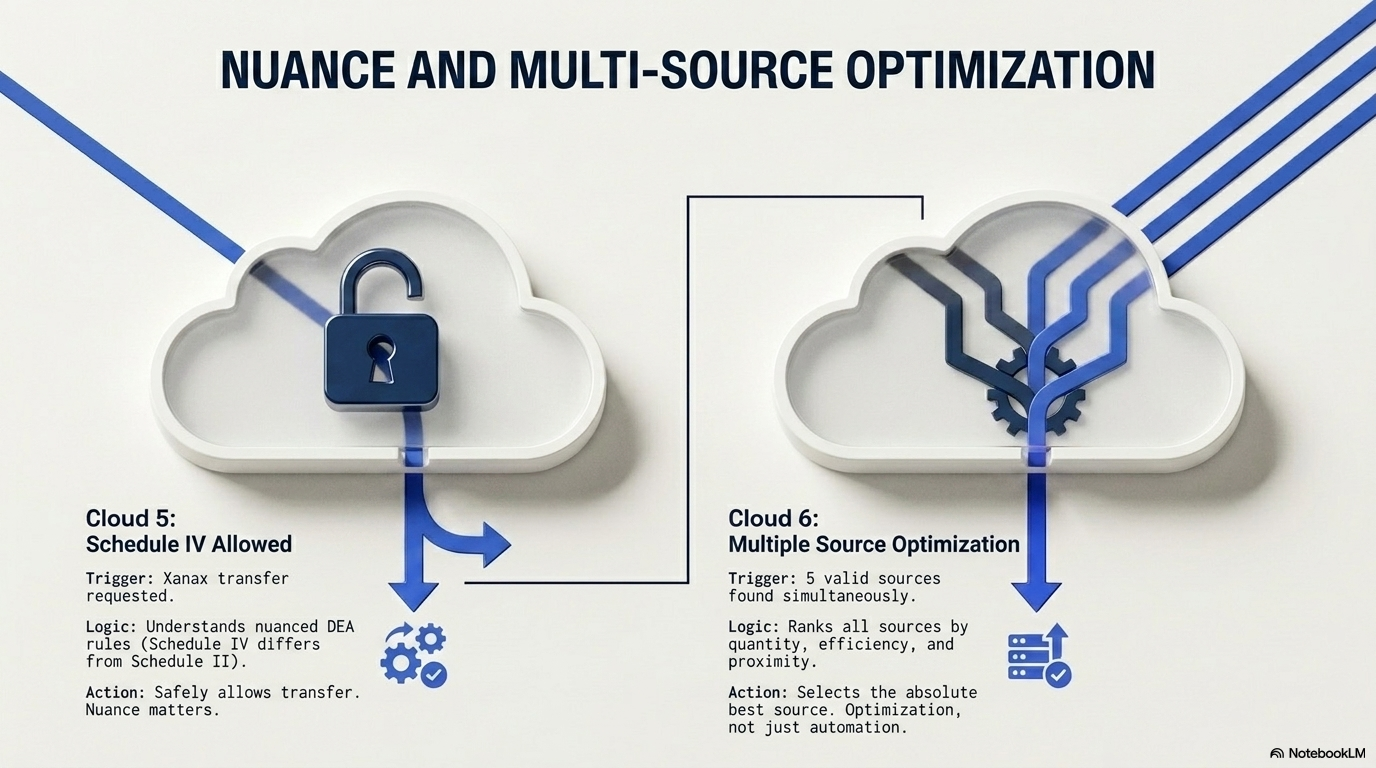 NUANCE AND MULTI-SOURCE OPTIMIZATION
Cloud 5:
Schedule IV Allowed
Trigger: Xanax transfer
requested.
Logic: Understands nuanced DEA
rules (Schedule IV differs
from Schedule II).
Action: Safely allows transfer.
Nuance matters.
Cloud 6:
Multiple Source Optimization
Trigger: 5 valid sources
found simultaneously.
Logic: Ranks all sources by
quantity, efficiency, and
proximity.
Action: Selects the absolute
best source. Optimization,
not just automation.
NotebookLM